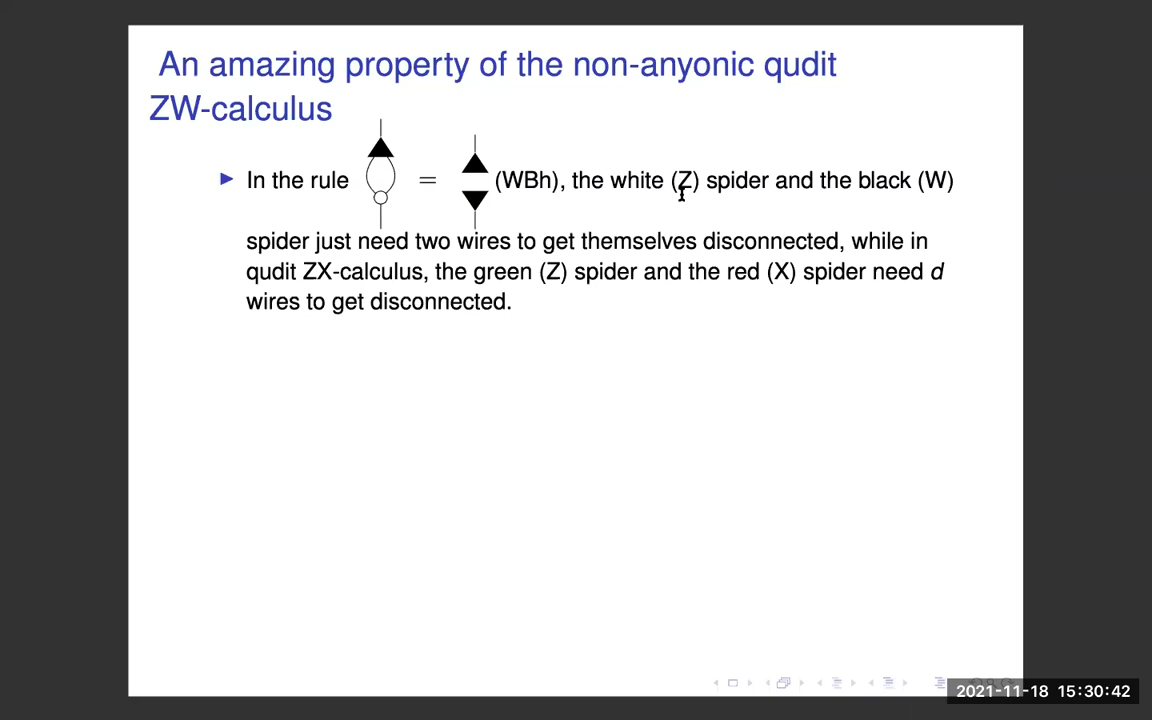 An amazing property of the non-anyonic qudit
ZW-calculus
► In the rule = (WBh), the white (Z) spider and the black (W)
spider just need two wires to get themselves disconnected, while in
qudit ZX-calculus, the green (Z) spider and the red (X) spider need d
wires to get disconnected.
2021-11-18 15:30:42